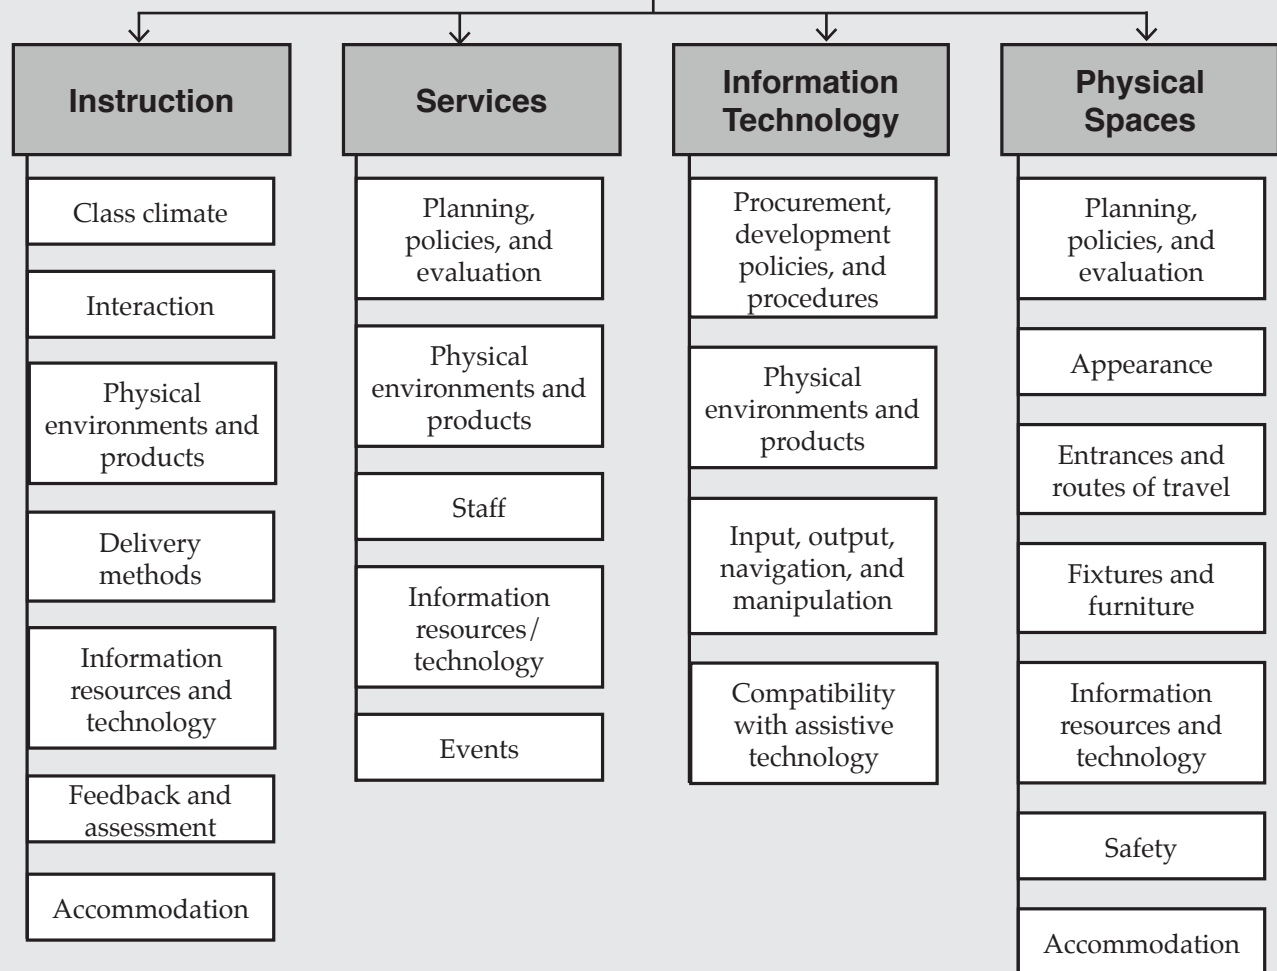 Instruction
Class climate
Interaction
Physical
environments and
products
Delivery
methods
Information
resources and
technology
Feedback and
assessment
Accommodation
Services
Planning,
policies, and
evaluation
Physical
environments and
products
Staff
Information
resources/
technology
Events
Information
Technology
Procurement,
development
policies, and
procedures
Physical
environments and
products
Input, output,
navigation, and
manipulation
Compatibility
with assistive
technology
Physical
Spaces
Planning,
policies, and
evaluation
Appearance
Entrances and
routes of travel
Fixtures and
furniture
Information
resources and
technology
Safety
Accommodation